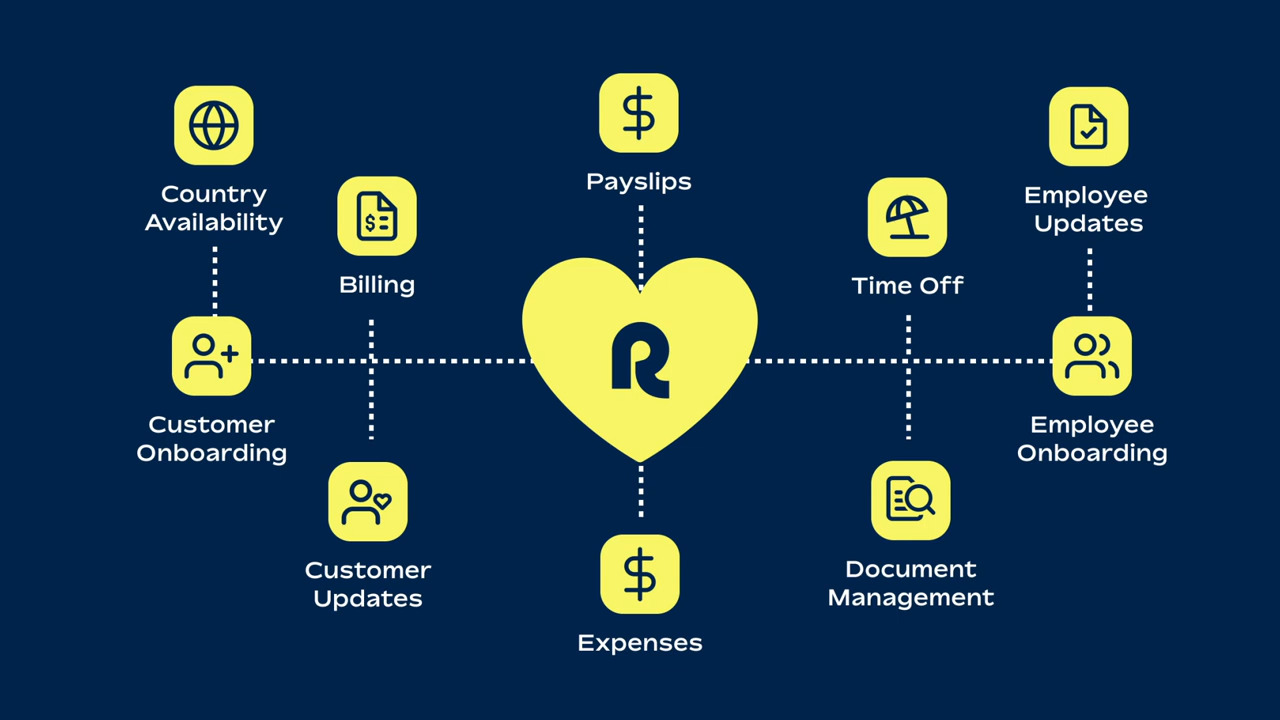 Payslips
Country
Availability
Employee
Updates
Billing
Time Off
R
Customer
Onboarding
Employee
Onboarding
Customer
Updates
Document
Management
Expenses